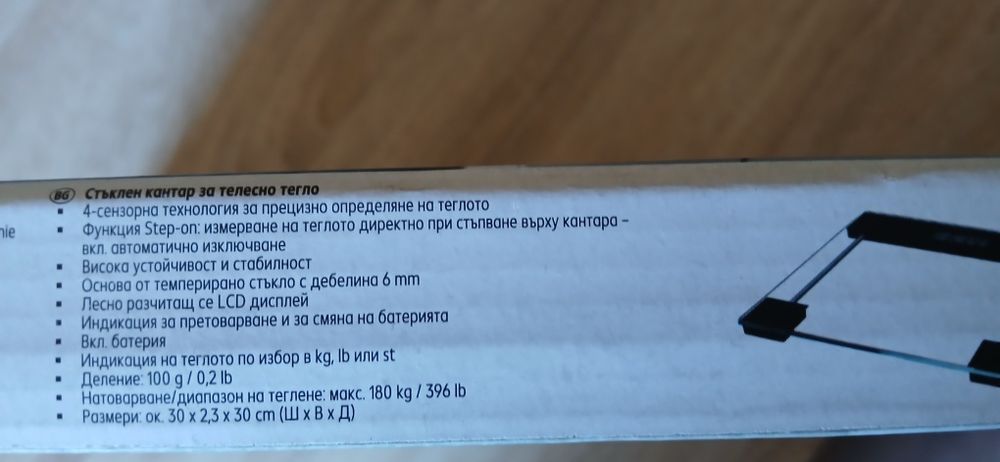 BG Стъклен кантар за телесно тегло
▪ 4-сензорна технология за прецизно определяне на теглото
▪ Функция Step-on: измерване на теглото директно при стъпване върху кантара –
вкл. автоматично изключване
▪ Висока устойчивост и стабилност
▪ Основа от темперирано стъкло с дебелина 6 mm
▪ Лесно разчитащ се LCD дисплей
▪ Индикация за претоварване и за смяна на батерията
▪ Вкл. батерия
▪ Индикация на теглото по избор в kg, lb или st
▪ Деление: 100 g / 0,2 lb
▪ Натоварване/диапазон на теглене: макс. 180 kg / 396 lb
▪ Размери: ок. 30 x 2,3 x 30 cm (Ш x В x Д)